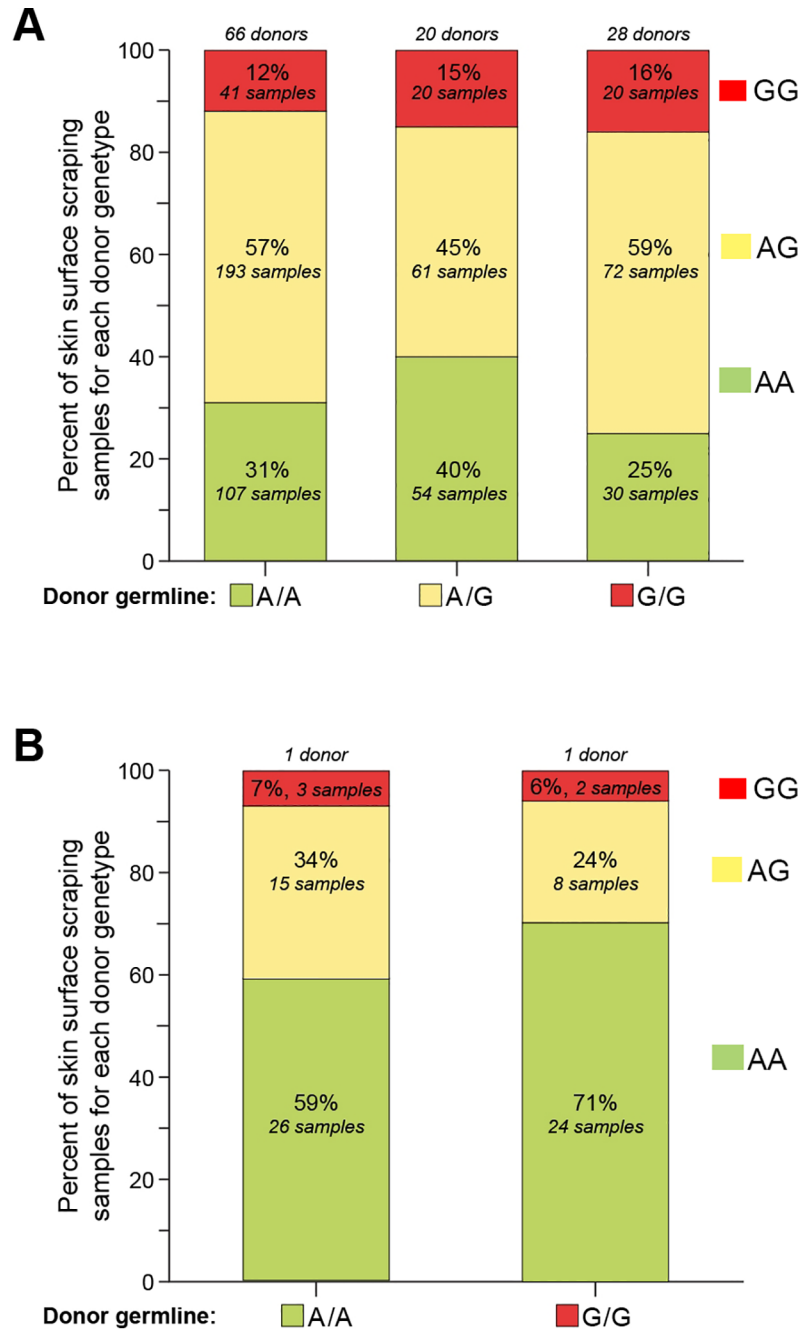 A
66 donors
20 donors
28 donors
Percent of skin surface scraping
samples for each donor genetype
100
80
60
40
20
0
12%
41 samples
57%
193 samples
31%
107 samples
15%
20 samples
45%
61 samples
40%
54 samples
16%
20 samples
59%
72 samples
25%
30 samples
GG
AG
AA
Donor germline: A/A A/G G/G
B
1 donor
1 donor
Percent of skin surface scraping
samples for each donor genetype
100
80
60
40
20
0
7%, 3 samples
34%
15 samples
59%
26 samples
6%, 2 samples
24%
8 samples
71%
24 samples
GG
AG
AA
Donor germline: A/A G/G